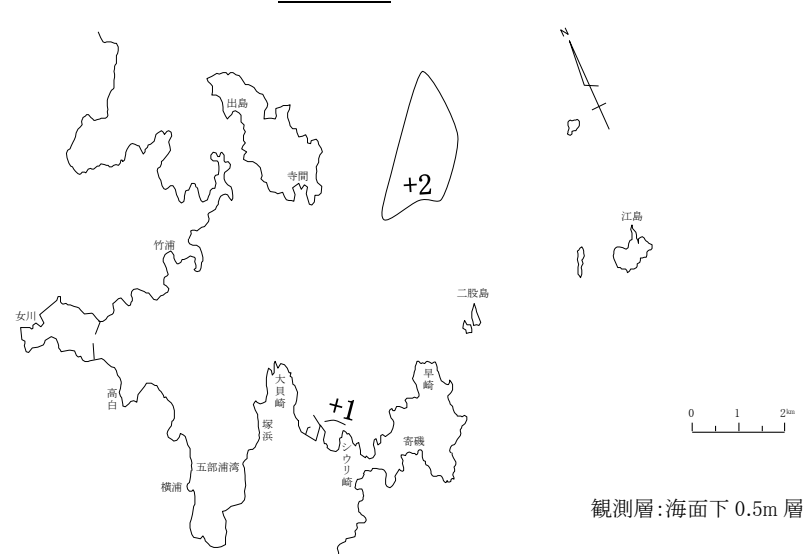 N
出島
+2
寺間
江島
竹浦
二股島
女川
大貝崎
早崎
高白
+1
塚浜
寄磯
シウリ崎
五部浦湾
横浦
0 1 2km
観測層:海面下 0.5m 層